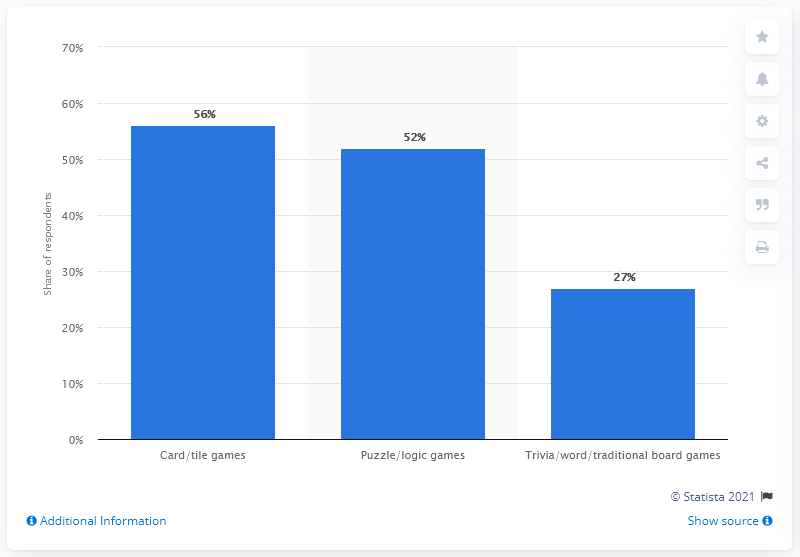 70%
60%
50%
40%
30%
20%
10%
0%
Share of respondents
56%
52%
27%
Card/tile games
Puzzle/logic games
Trivia/word/traditional board games
© Statista 2021
Additional Information
Show source